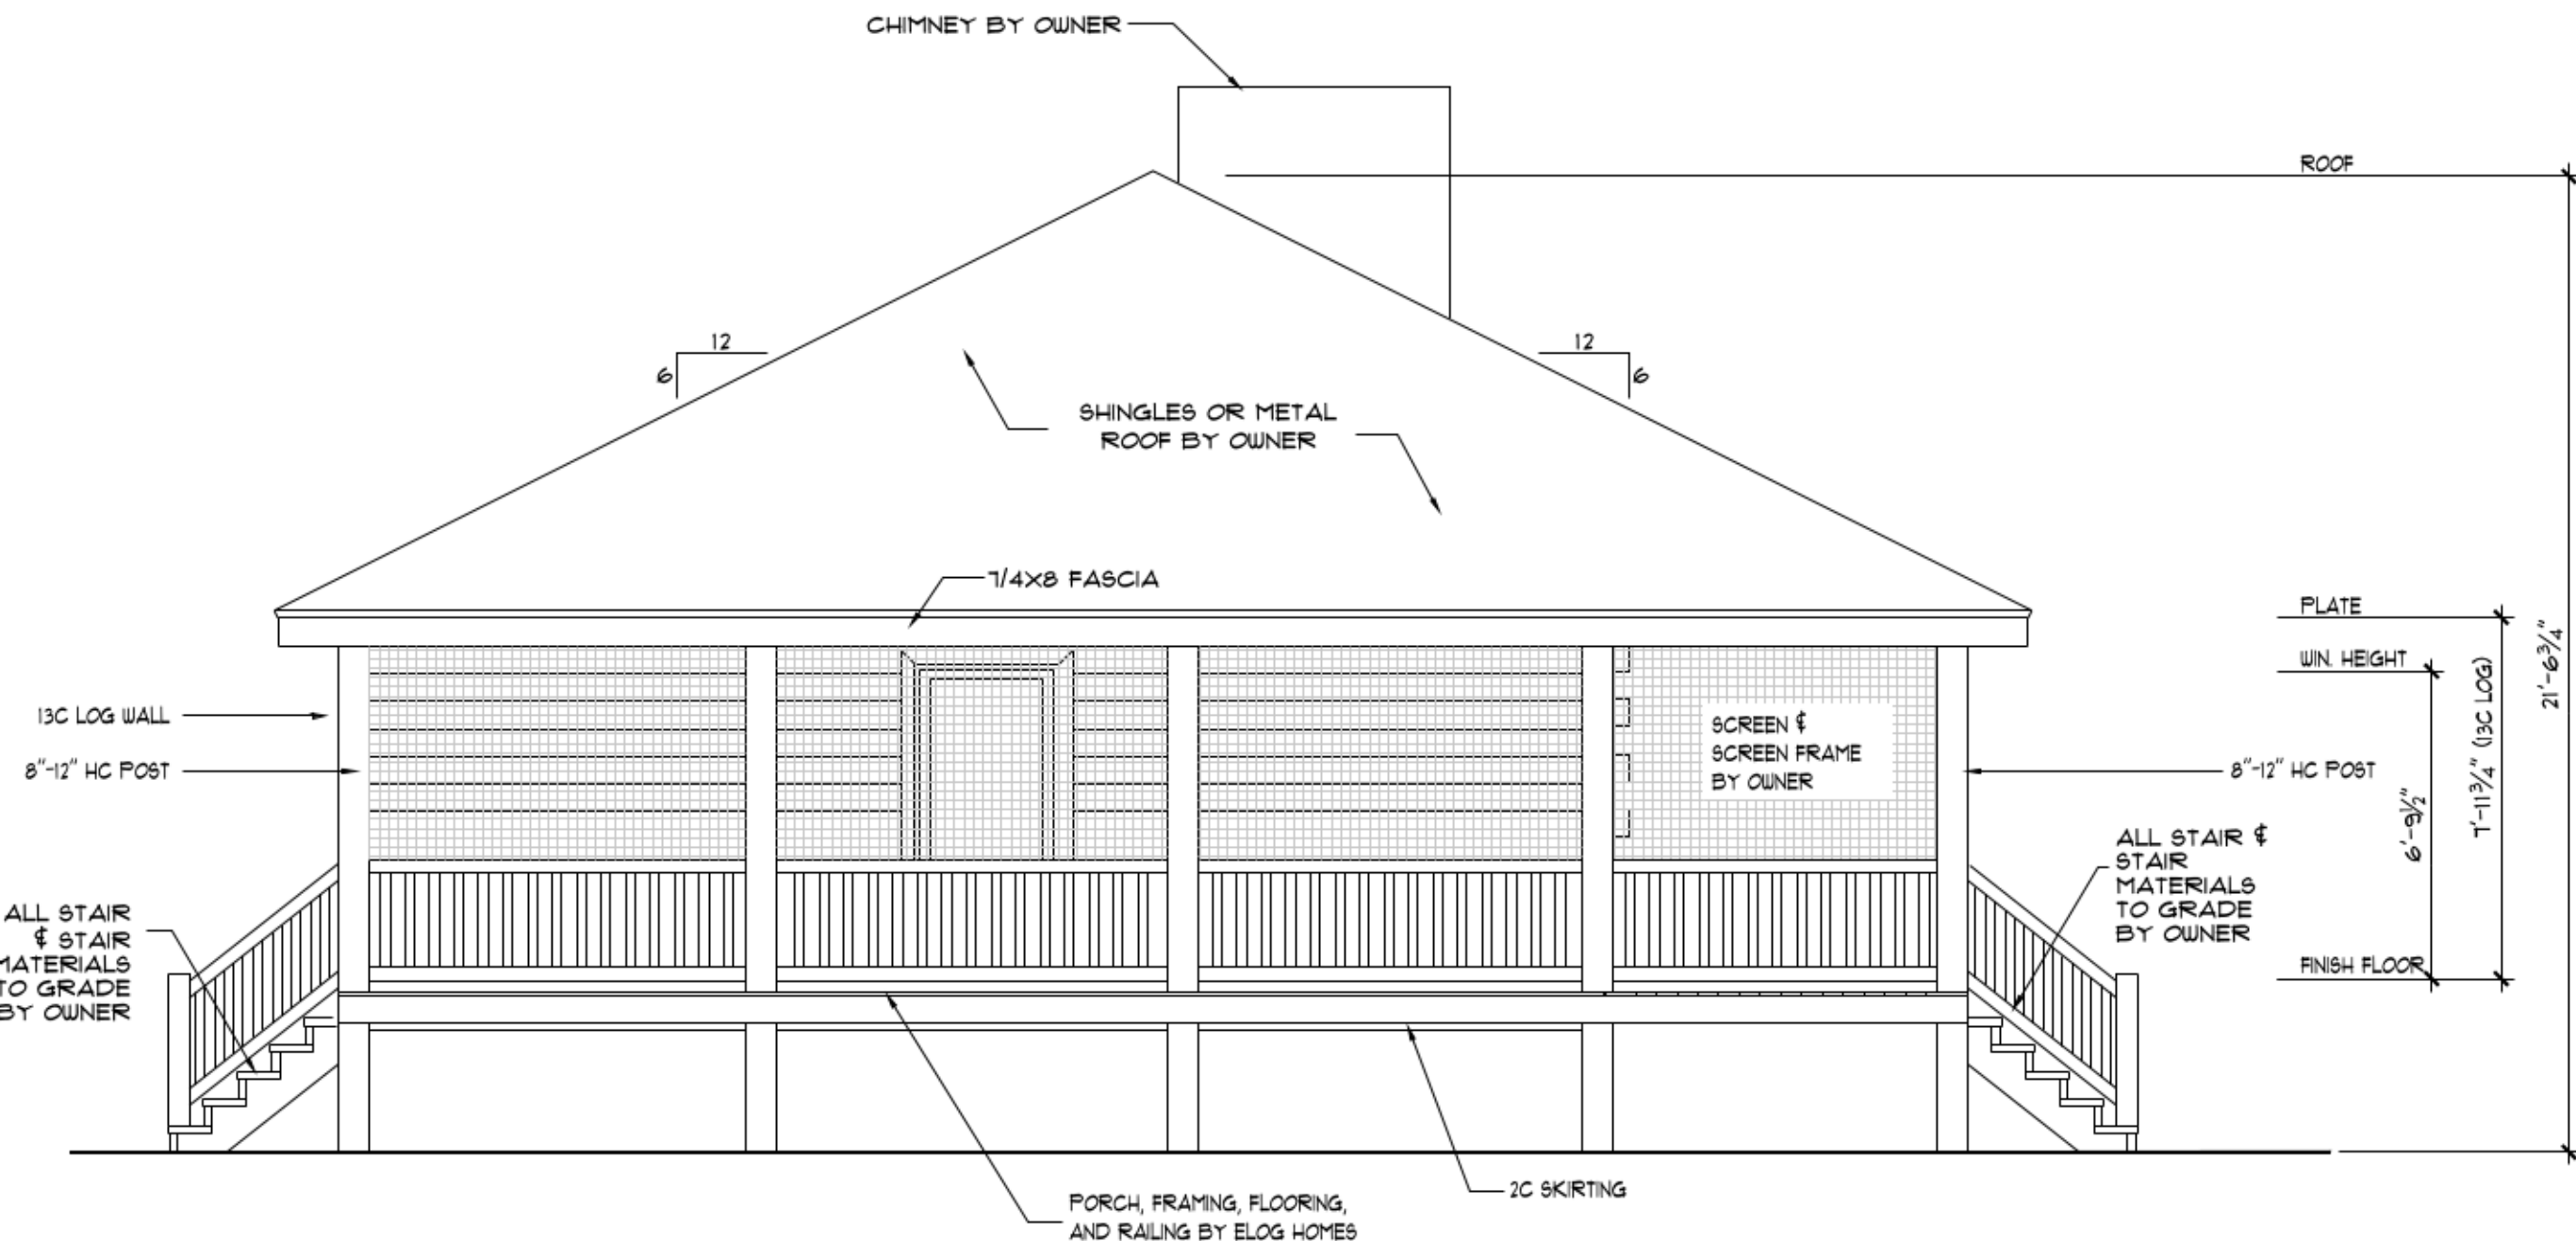 CHIMNEY BY OWNER
ROOF
12
6
12
6
SHINGLES OR METAL
ROOF BY OWNER
7/4X8 FASCIA
PLATE
WIN. HEIGHT
21'-6 3/4"
7'-11 3/4" (13C LOG)
6'-9 1/2"
13C LOG WALL
8"-12" HC POST
SCREEN &
SCREEN FRAME
BY OWNER
8"-12" HC POST
ALL STAIR &
STAIR
MATERIALS
TO GRADE
BY OWNER
ALL STAIR
& STAIR
MATERIALS
TO GRADE
BY OWNER
FINISH FLOOR
2C SKIRTING
PORCH, FRAMING, FLOORING,
AND RAILING BY ELOG HOMES